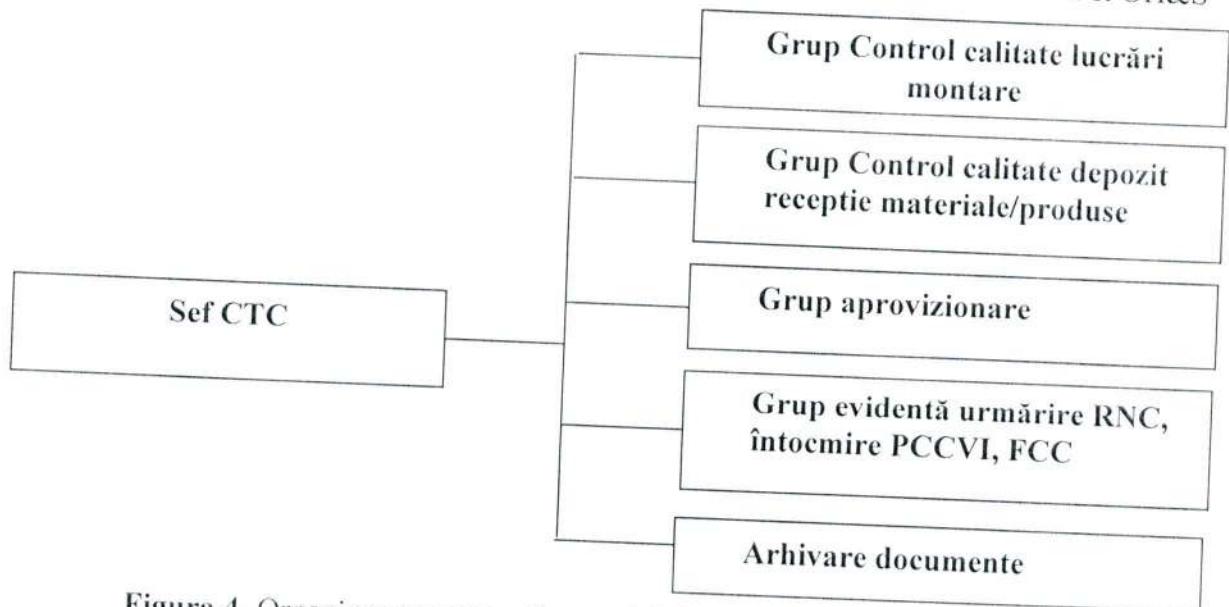 Grup Control calitate lucrări
montare
Grup Control calitate depozit
receptie materiale/produse
Sef CTC
Grup aprovizionare
Grup evidentă urmărire RNC,
întocmire PCCVI, FCC
Arhivare documente
Figura 4.